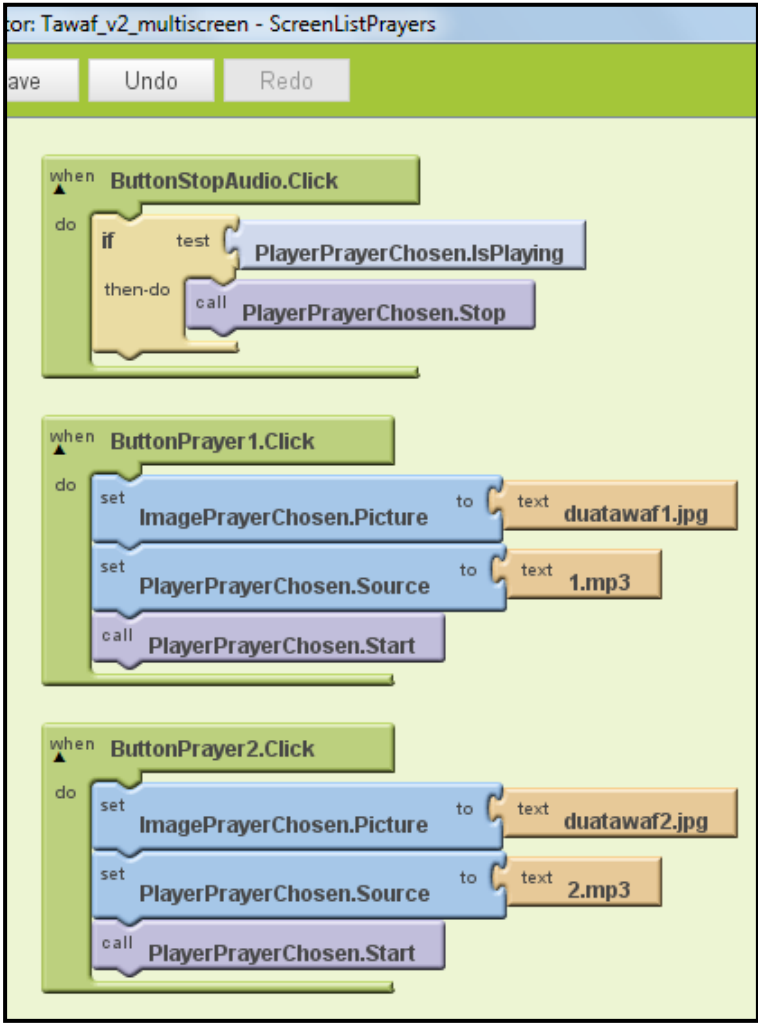 tor: Tawaf_v2_multiscreen - ScreenListPrayers
ave Undo Redo
when ButtonStopAudio.Click
do if test PlayerPrayerChosen.IsPlaying
then-do call PlayerPrayerChosen.Stop
when ButtonPrayer1.Click
do set ImagePrayerChosen.Picture to text duatawaf1.jpg
set PlayerPrayerChosen.Source to text 1.mp3
call PlayerPrayerChosen.Start
when ButtonPrayer2.Click
do set ImagePrayerChosen.Picture to text duatawaf2.jpg
set PlayerPrayerChosen.Source to text 2.mp3
call PlayerPrayerChosen.Start